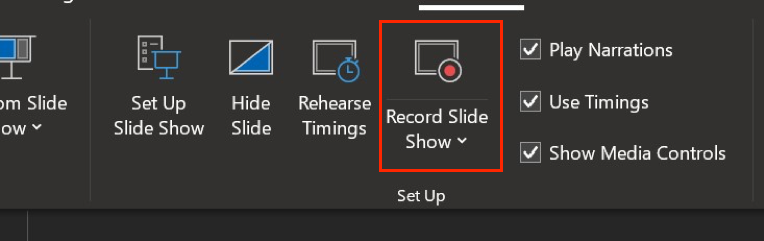 om Slide
ow
Set Up
Slide Show
Hide
Slide
Rehearse
Timings
Record Slide
Show
Play Narrations
Use Timings
Show Media Controls
Set Up